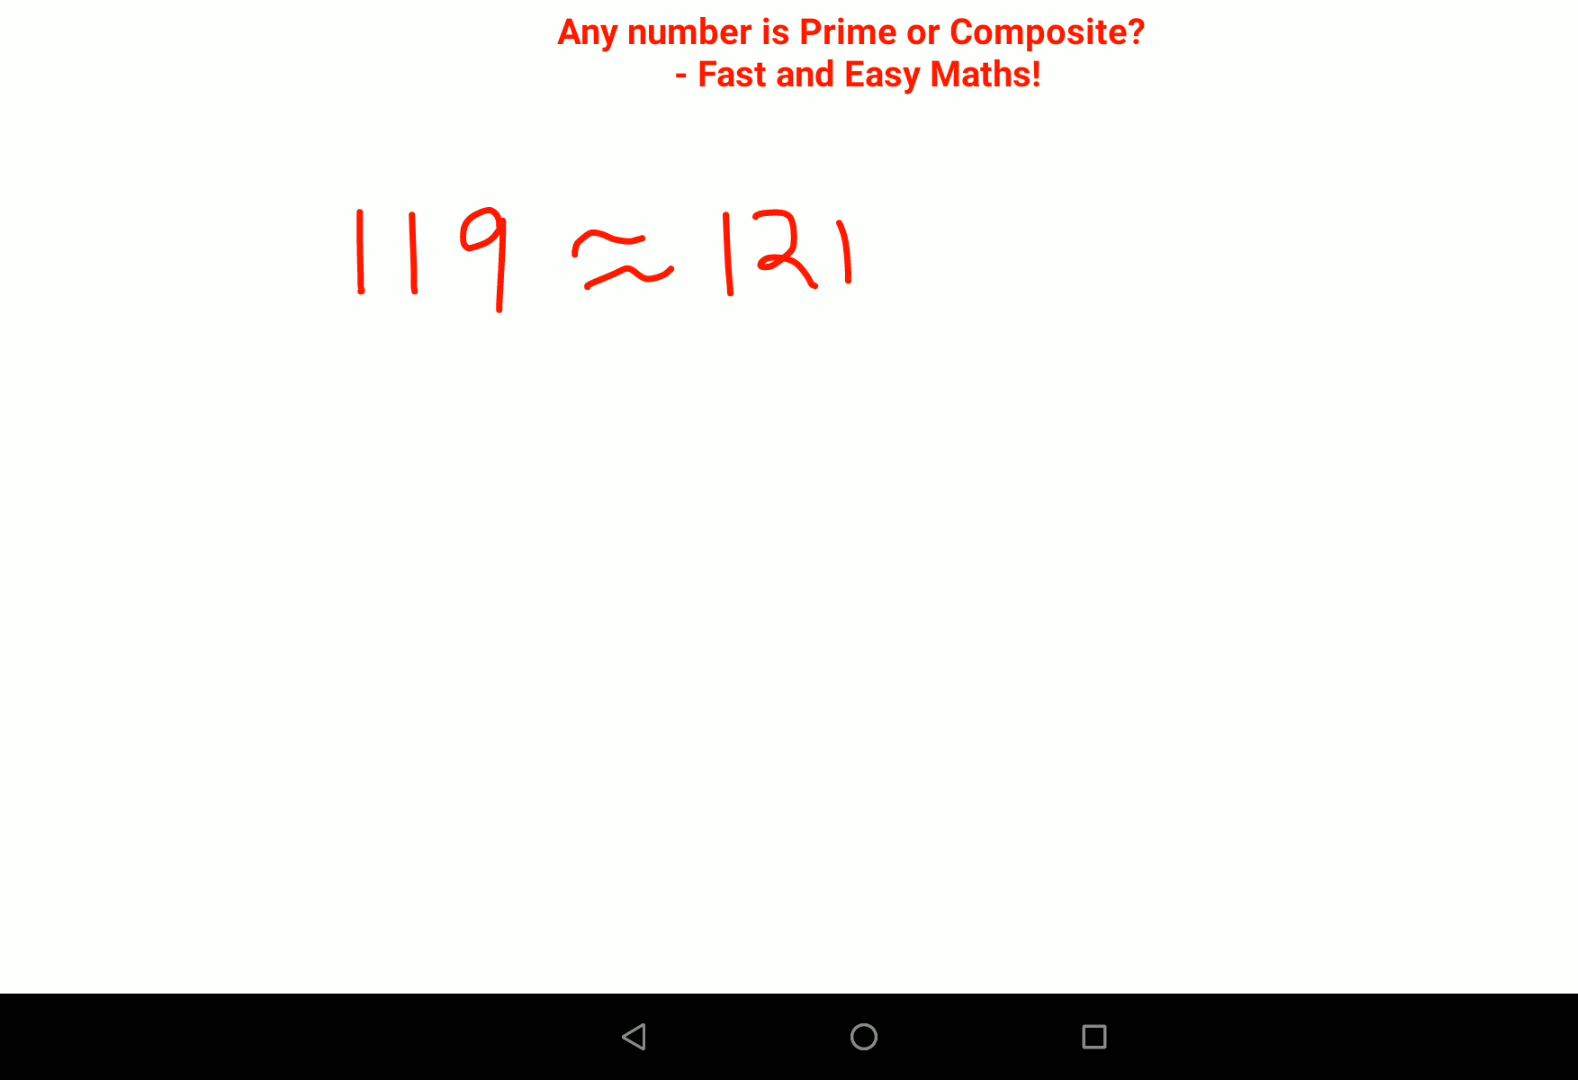 Any number is Prime or Composite?
- Fast and Easy Maths!
119 ≈ 121